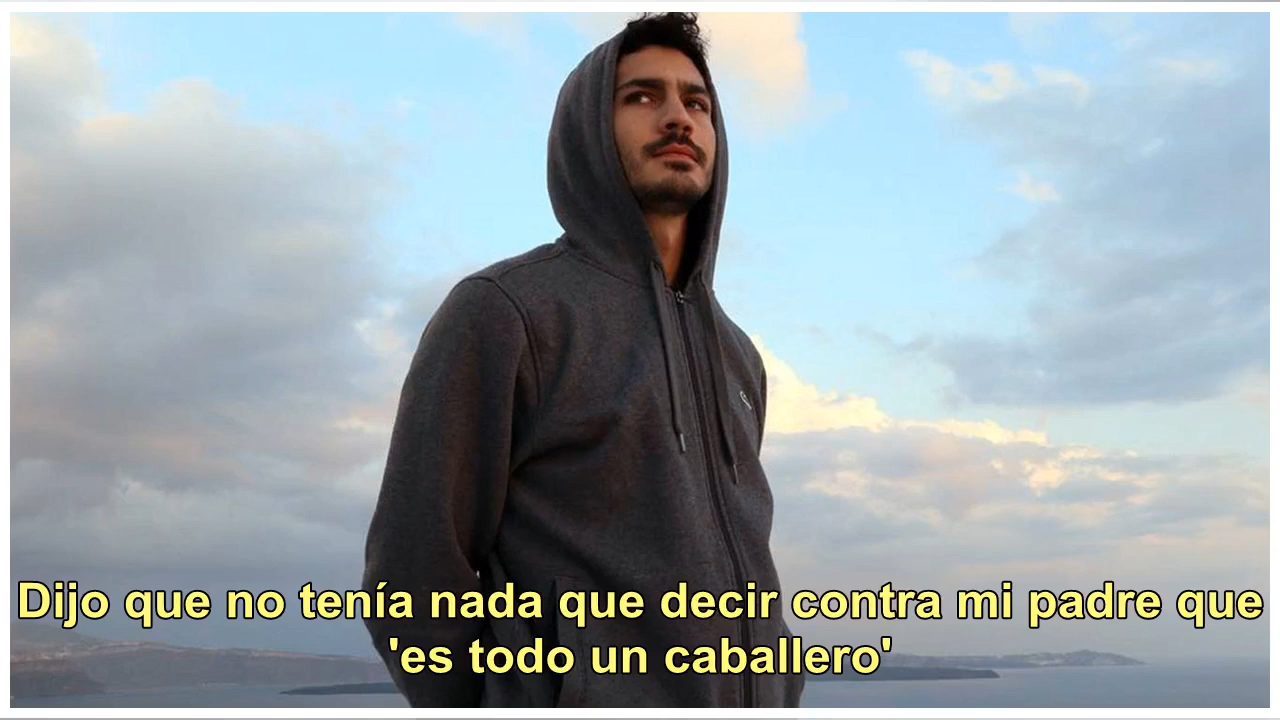 Dijo que no tenía nada que decir contra mi padre que
'es todo un caballero'